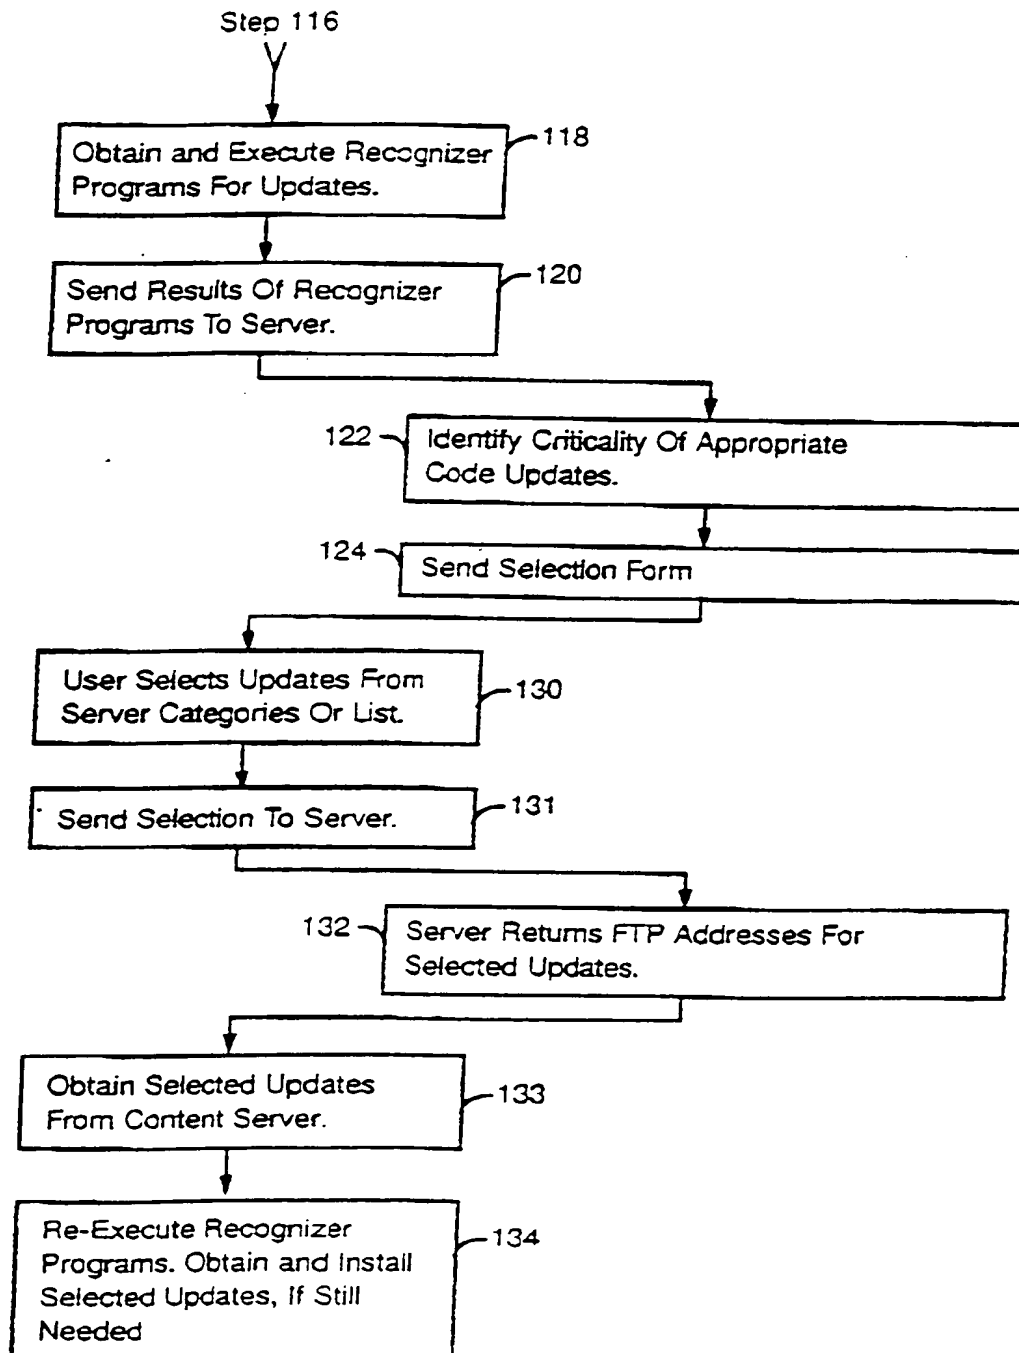 Step 116
Obtain and Execute Recognizer
Programs For Updates.
118
Send Results Of Recognizer
Programs To Server.
120
122
Identify Criticality Of Appropriate
Code Updates.
124
Send Selection Form
User Selects Updates From
Server Categories Or List.
130
Send Selection To Server.
131
132
Server Returns FTP Addresses For
Selected Updates.
Obtain Selected Updates
From Content Server.
133
Re-Execute Recognizer
Programs. Obtain and Install
Selected Updates, If Still
Needed
134